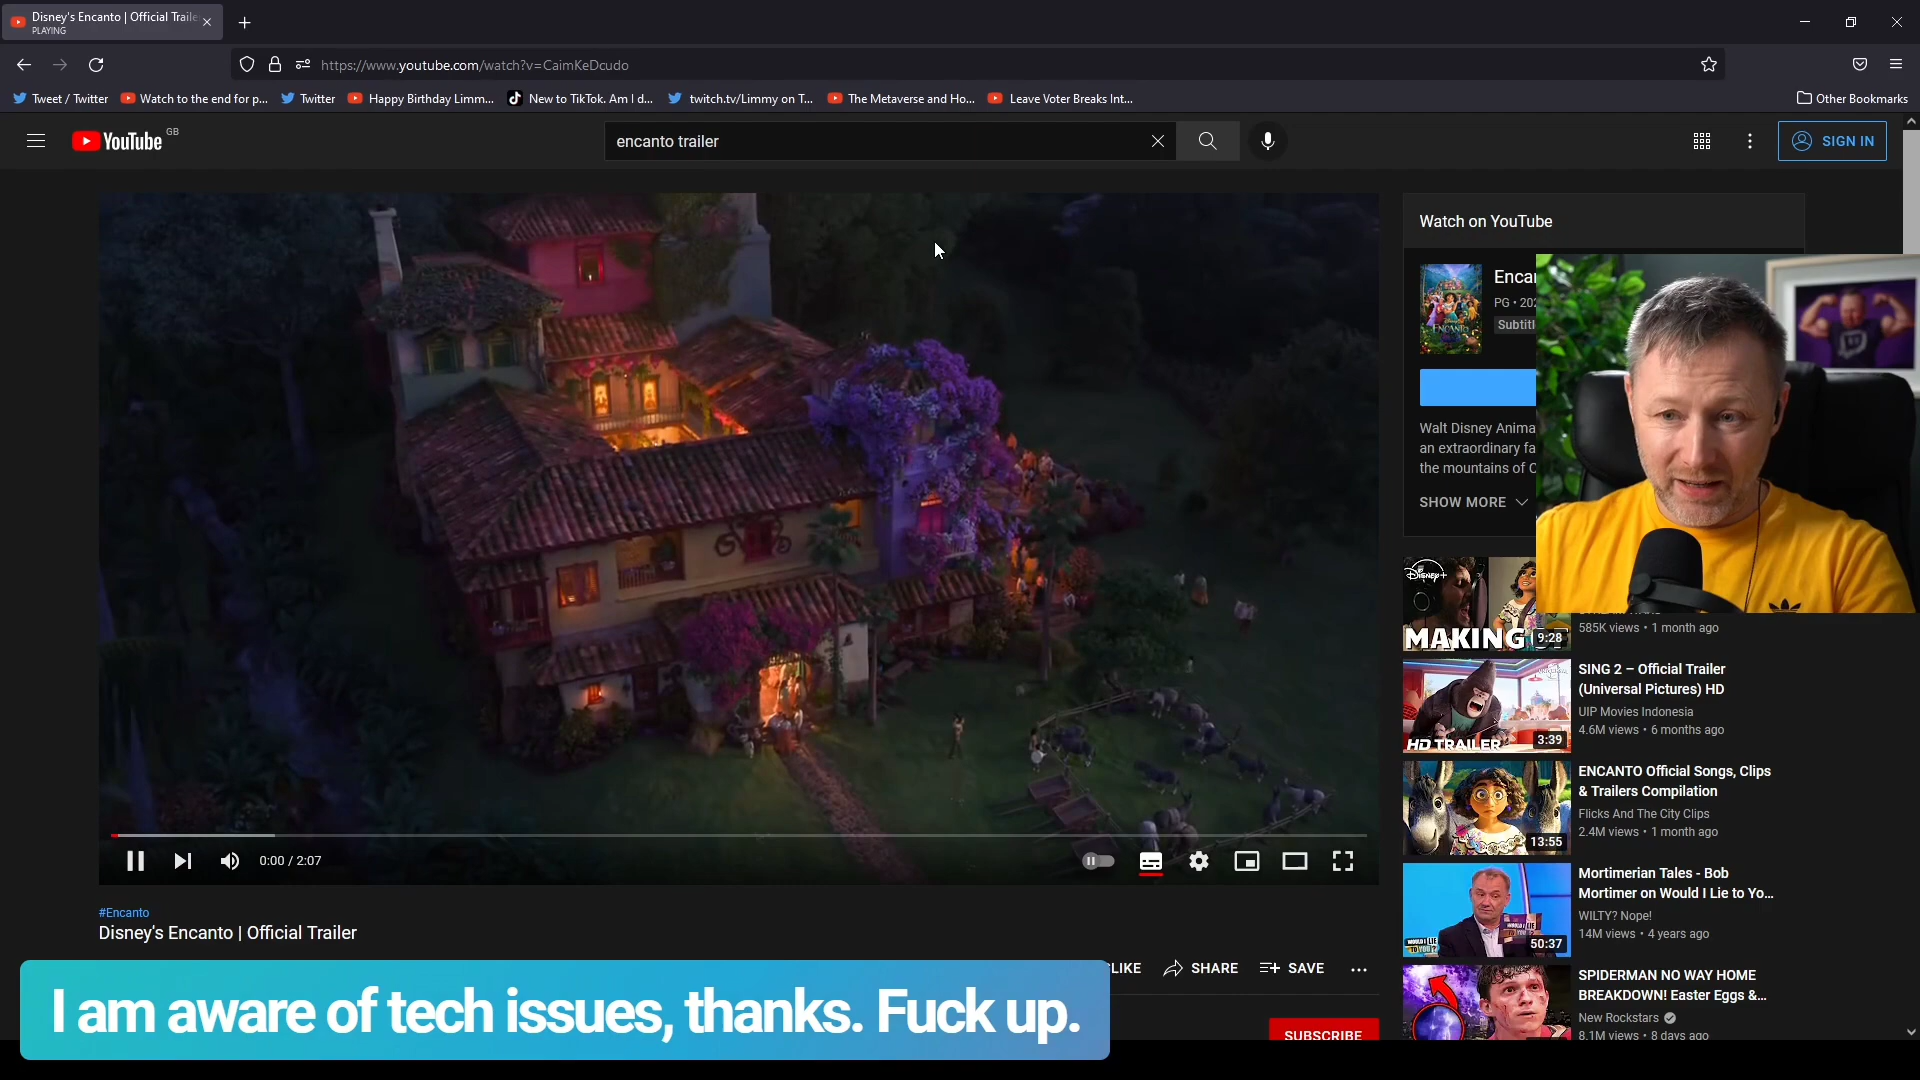 Disney's Encanto | Official Traile
PLAYING
https://www.youtube.com/watch?v=CaimKeDcudo
Tweet / Twitter
Watch to the end for p...
Twitter
Happy Birthday Limm...
New to TikTok. Am I d...
twitch.tv/Limmy on T...
The Metaverse and Ho...
Leave Voter Breaks Int...
Other Bookmarks
YouTube GB
encanto trailer
SIGN IN
Watch on YouTube
Encan
PG • 202
Subtitl
Walt Disney Anima
an extraordinary fa
the mountains of C
SHOW MORE
Disney+
MAKING
9:28
585K views • 1 month ago
HD TRAILER
3:39
SING 2 – Official Trailer
(Universal Pictures) HD
UIP Movies Indonesia
4.6M views • 6 months ago
13:55
ENCANTO Official Songs, Clips
& Trailers Compilation
Flicks And The City Clips
2.4M views • 1 month ago
WOULD I LIE
TO YOU?
50:37
Mortimerian Tales - Bob
Mortimer on Would I Lie to Yo...
WILTY? Nope!
14M views • 4 years ago
SPIDERMAN NO WAY HOME
BREAKDOWN! Easter Eggs &...
New Rockstars
8.1M views • 8 days ago
0:00 / 2:07
#Encanto
Disney's Encanto | Official Trailer
LIKE
SHARE
SAVE
SUBSCRIBE
I am aware of tech issues, thanks. Fuck up.